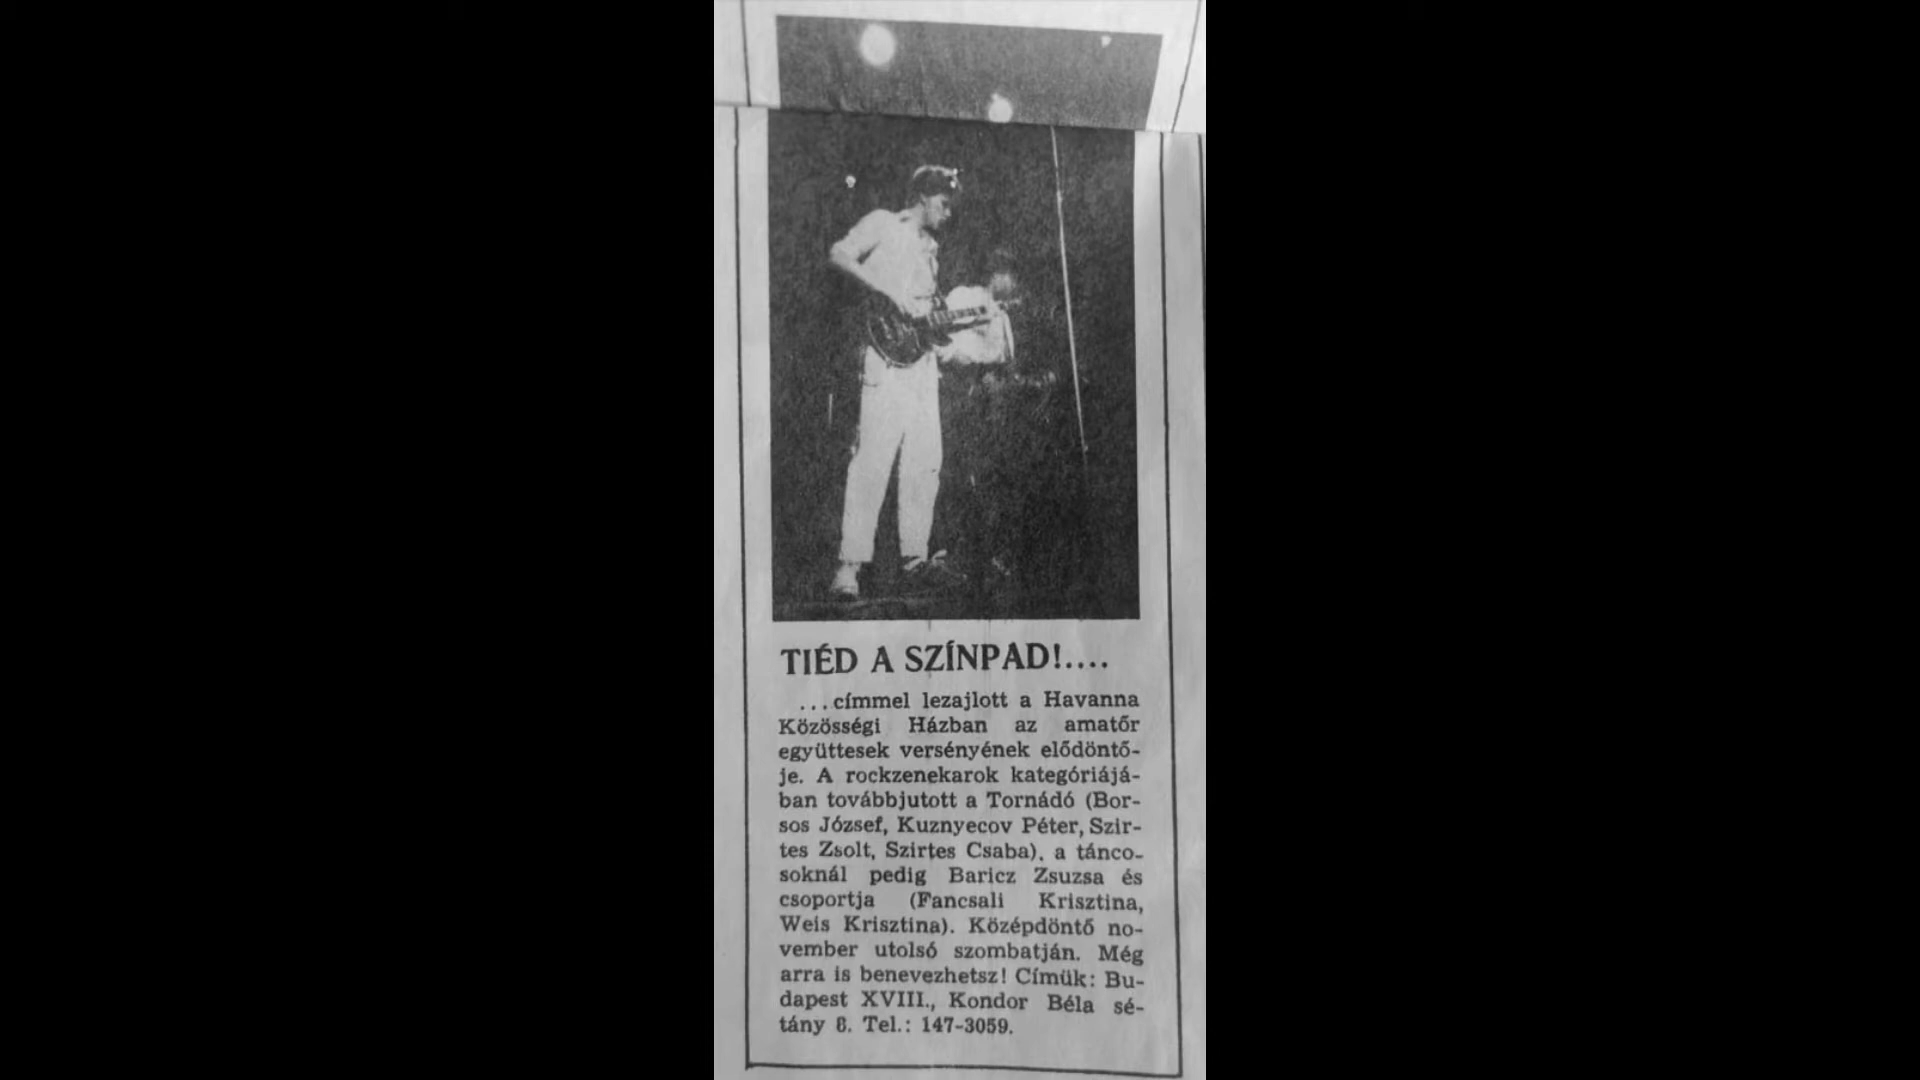 TIÉD A SZÍNPAD!....
...címmel lezajlott a Havanna
Közösségi Házban az amatőr
együttesek versényének elődöntő-
je. A rockzenekarok kategóriájá-
ban továbbjutott a Tornádó (Bor-
sos József, Kuznyecov Péter, Szir-
tes Zsolt, Szirtes Csaba), a tánco-
soknál pedig Baricz Zsuzsa és
csoportja (Fancsali Krisztina,
Weis Krisztina). Középdöntő no-
vember utolsó szombatján. Még
arra is benevezhetsz! Címük: Bu-
dapest XVIII., Kondor Béla sé-
tány 8. Tel.: 147-3059.